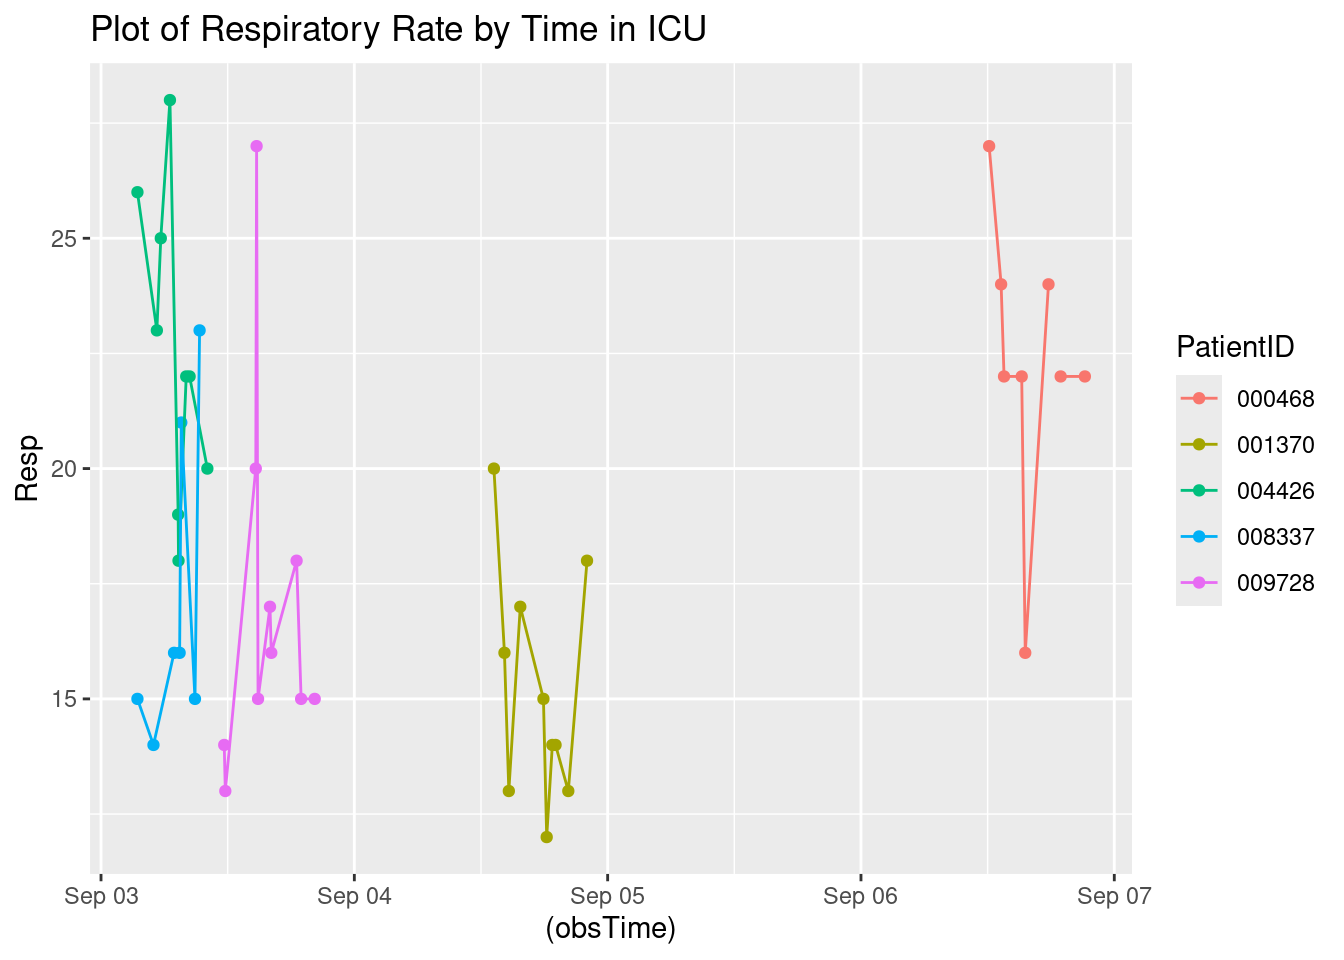 Plot of Respiratory Rate by Time in ICU
25
20
15
Resp
Sep 03
Sep 04
Sep 05
Sep 06
Sep 07
(obsTime)
PatientID
000468
001370
004426
008337
009728